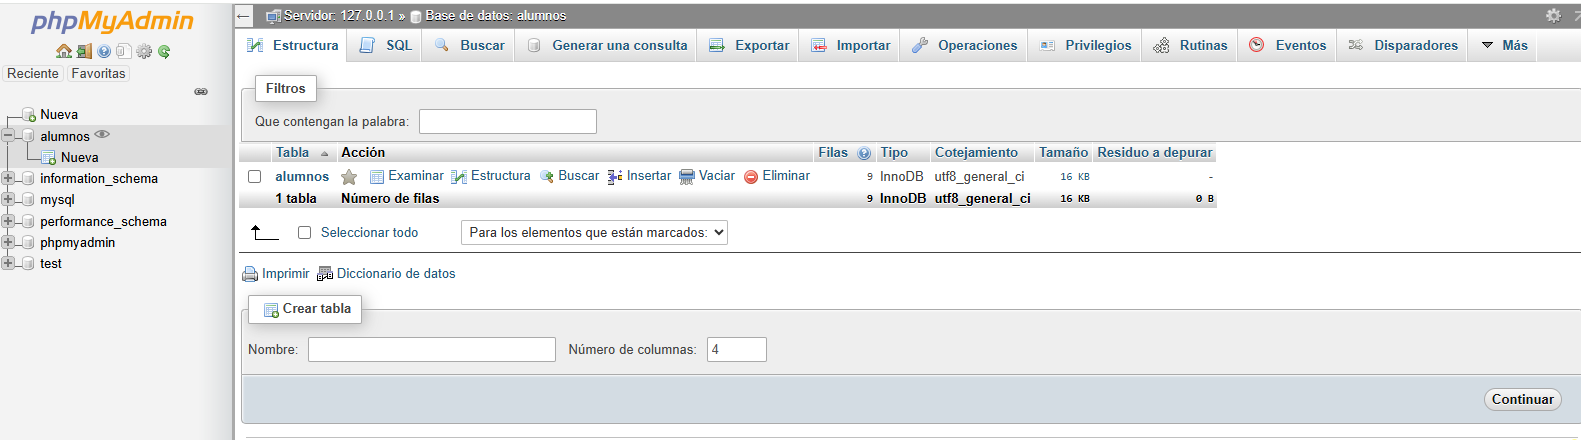 phpMyAdmin
Reciente Favoritas
Nueva
alumnos
Nueva
information_schema
mysql
performance_schema
phpmyadmin
test
Servidor: 127.0.0.1 » Base de datos: alumnos
Estructura SQL Buscar Generar una consulta Exportar Importar Operaciones Privilegios Rutinas Eventos Disparadores Más
Filtros
Que contengan la palabra:
Tabla Acción Filas Tipo Cotejamiento Tamaño Residuo a depurar
alumnos Examinar Estructura Buscar Insertar Vaciar Eliminar 9 InnoDB utf8_general_ci 16 KB -
1 tabla Número de filas 9 InnoDB utf8_general_ci 16 KB 0 B
Seleccionar todo Para los elementos que están marcados:
Imprimir Diccionario de datos
Crear tabla
Nombre: Número de columnas: 4
Continuar